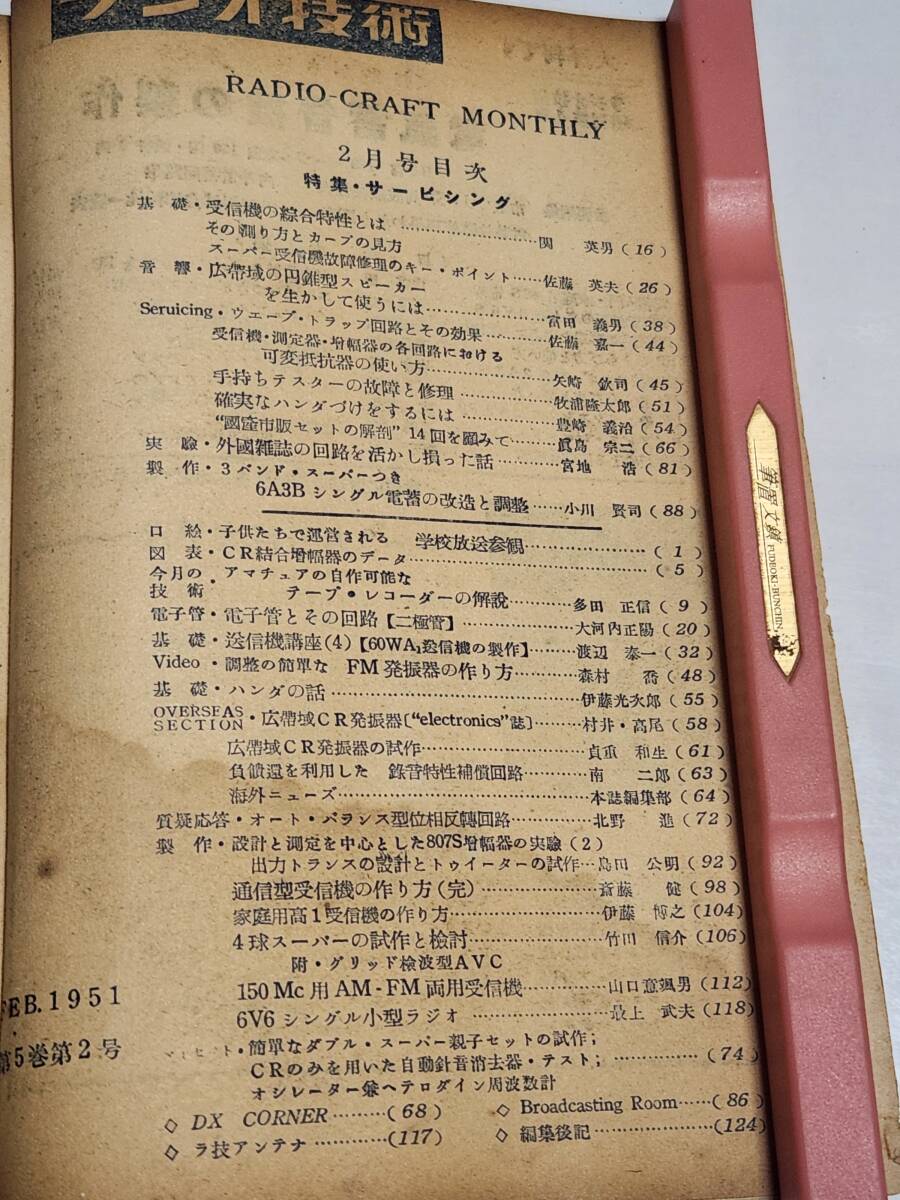 ラジオ技術
RADIO-CRAFT MONTHLY
2月号目次
特集・サービシング
基礎・受信機の綜合特性とは
その測り方とカーブの見方……関 英男(16)
スーパー受信機故障修理のキー・ポイント……佐藤 英夫(26)
音響・広帯域の円錐型スピーカー
を生かして使うには……富田 義男(38)
Seruicing・ウエーブ・トラップ回路とその効果……佐藤 嘉一(44)
受信機・測定器・増幅器の各回路における
可変抵抗器の使い方……矢崎 欽司(45)
手持ちテスターの故障と修理……牧浦隆太郎(51)
確実なハンダづけをするには……豊崎 義治(54)
“國産市販セットの解剖” 14回を顧みて……眞島 宗二(66)
実驗・外國雑誌の回路を活かし損った話……宮地 浩(81)
製作・3バンド・スーパーつき
6A3Bシングル電蓄の改造と調整……小川 賢司(88)
口絵・子供たちで運営される 学校放送参観……(1)
図表・CR結合増幅器のデータ……(5)
今月の技術・アマチュアの自作可能な
テープ・レコーダーの解説……多田 正信(9)
電子管・電子管とその回路【二極管】……大河内正陽(20)
基礎・送信機講座(4)【60WA₁送信機の製作】……渡辺 泰一(32)
Video・調整の簡単な FM発振器の作り方……森村 喬(48)
基礎・ハンダの話……伊藤光次郎(55)
OVERSEAS SECTION・広帯域CR発振器〔“electronics”誌〕……村井・高尾(58)
広帯域CR発振器の試作……貞重 和生(61)
負饋還を利用した 錄音特性補償回路……南 二郎(63)
海外ニューズ……本誌編集部(64)
質疑応答・オート・バランス型位相反轉回路……北野 進(72)
製作・設計と測定を中心とした807S増幅器の実驗(2)
出力トランスの設計とトゥイーターの試作…島田 公明(92)
通信型受信機の作り方(完)……斎藤 健(98)
家庭用高1受信機の作り方……伊藤 博之(104)
4球スーパーの試作と檢討……竹田 信介(106)
附・グリッド検波型AVC
150Mc用AM-FM両用受信機……山口意颯男(112)
6V6シングル小型ラジオ……最上 武夫(118)
・簡単なダブル・スーパー親子セットの試作;
CRのみを用いた自動針音消去器・テスト;……(74)
オシレーター兼ヘテロダイン周波数計
◇ DX CORNER……(68)
◇ Broadcasting Room……(86)
◇ ラ技アンテナ……(117)
◇ 編集後記……(124)
FEB.1951
第5巻第2号
筆置 文鎮
FUDEOKI-BUNCHIN